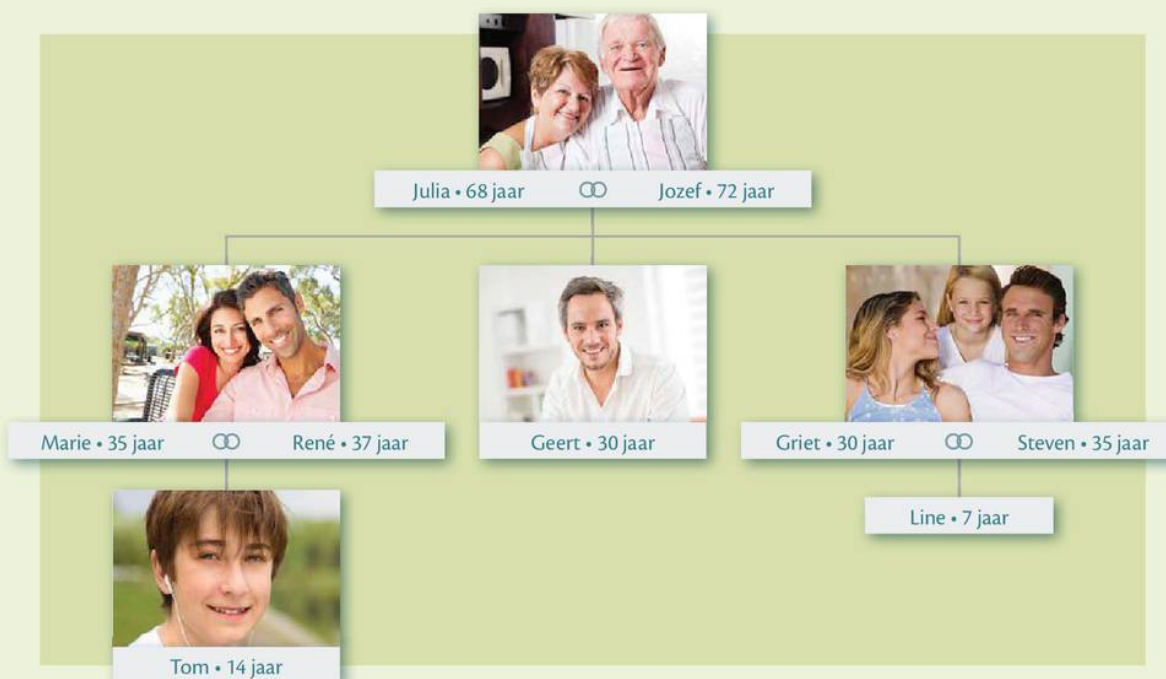 Julia • 68 jaar Jozef • 72 jaar
Marie • 35 jaar René • 37 jaar
Geert • 30 jaar
Griet • 30 jaar Steven • 35 jaar
Line • 7 jaar
Tom • 14 jaar